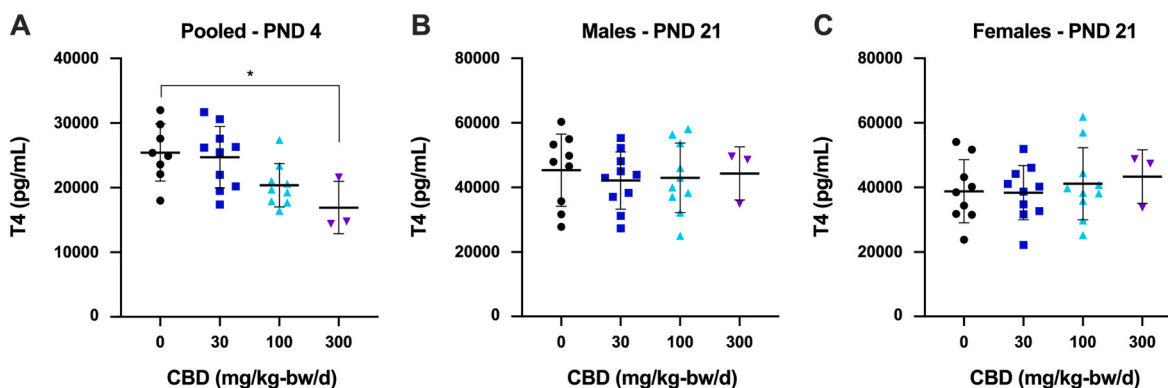 A
Pooled - PND 4
40000
30000
20000
10000
0
T4 (pg/mL)
*
0 30 100 300
CBD (mg/kg-bw/d)
B
Males - PND 21
80000
60000
40000
20000
0
T4 (pg/mL)
0 30 100 300
CBD (mg/kg-bw/d)
C
Females - PND 21
80000
60000
40000
20000
0
T4 (pg/mL)
0 30 100 300
CBD (mg/kg-bw/d)